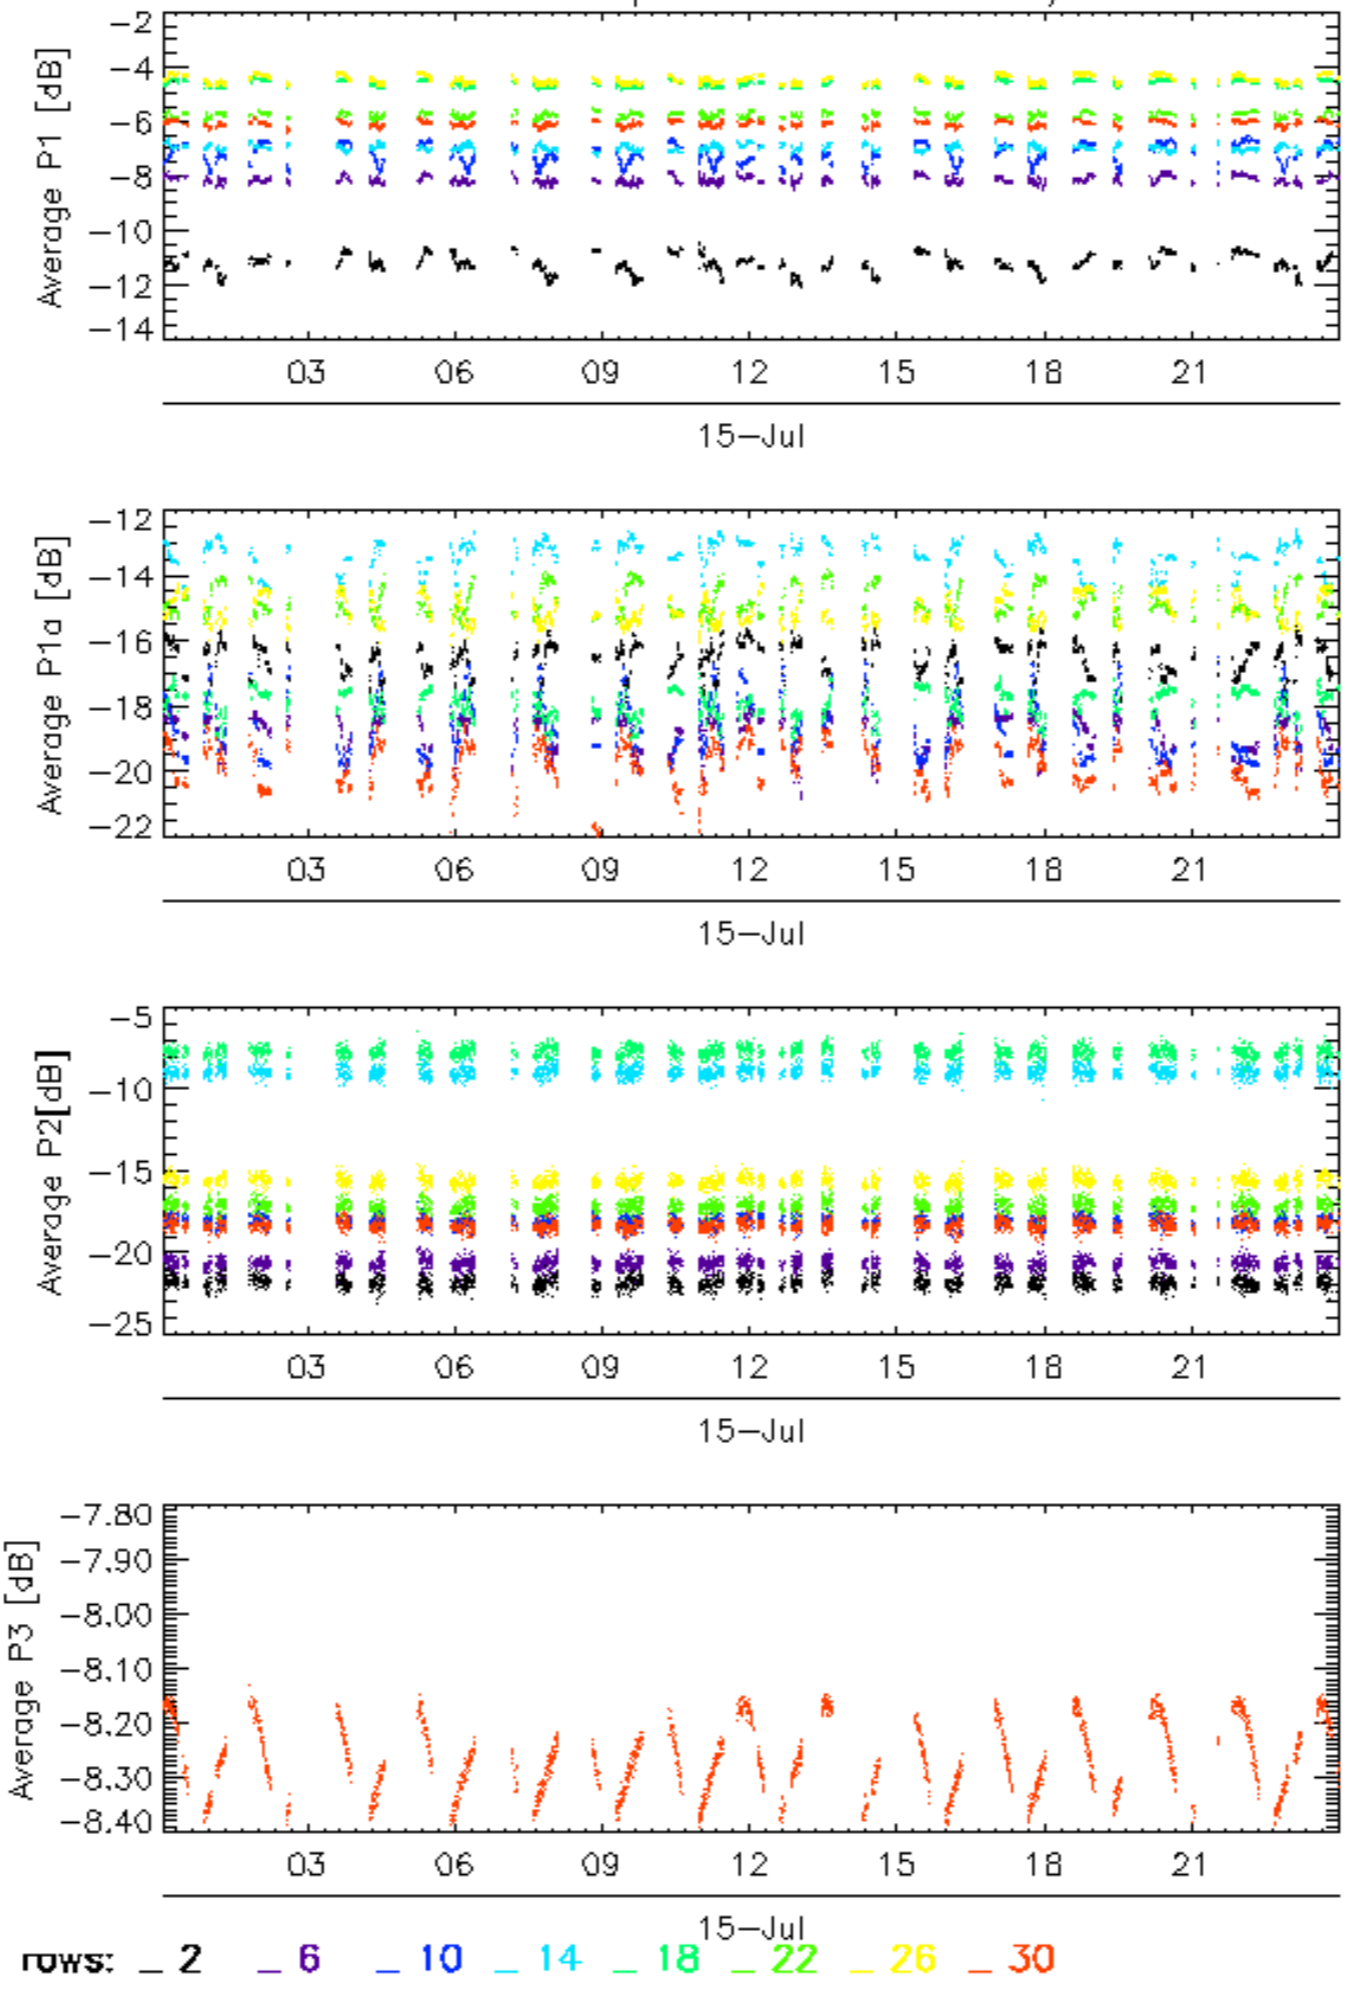 Average P1 [dB]
−2
−4
−6
−8
−10
−12
−14
03 06 09 12 15 18 21
15−Jul
Average P1a [dB]
−12
−14
−16
−18
−20
−22
03 06 09 12 15 18 21
15−Jul
Average P2[dB]
−5
−10
−15
−20
−25
03 06 09 12 15 18 21
15−Jul
Average P3 [dB]
−7.80
−7.90
−8.00
−8.10
−8.20
−8.30
−8.40
03 06 09 12 15 18 21
15−Jul
rows: _ 2 _ 6 _ 10 _ 14 _ 18 _ 22 _ 26 _ 30